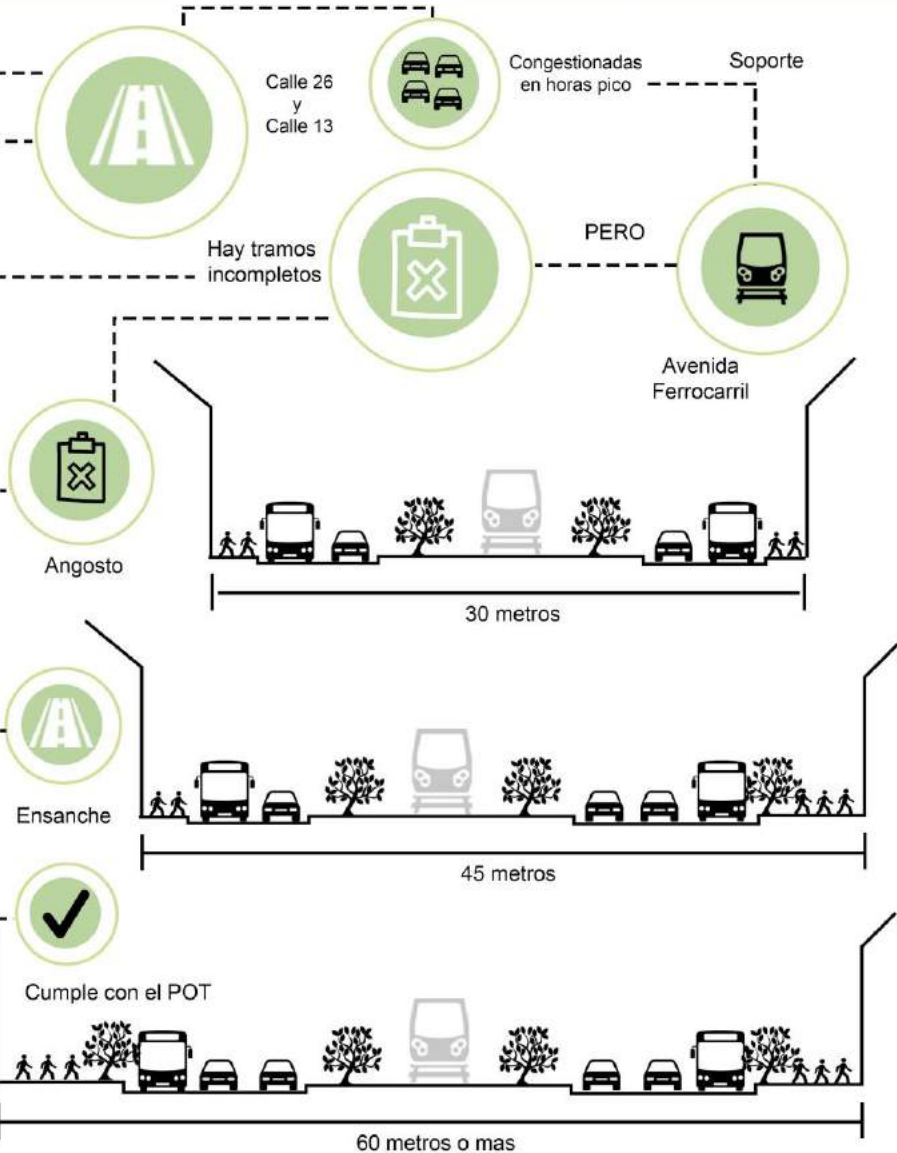 Calle 26
y
Calle 13
Congestionadas
en horas pico
Soporte
Hay tramos
incompletos
PERO
Avenida
Ferrocarril
Angosto
30 metros
Ensanche
45 metros
Cumple con el POT
60 metros o mas